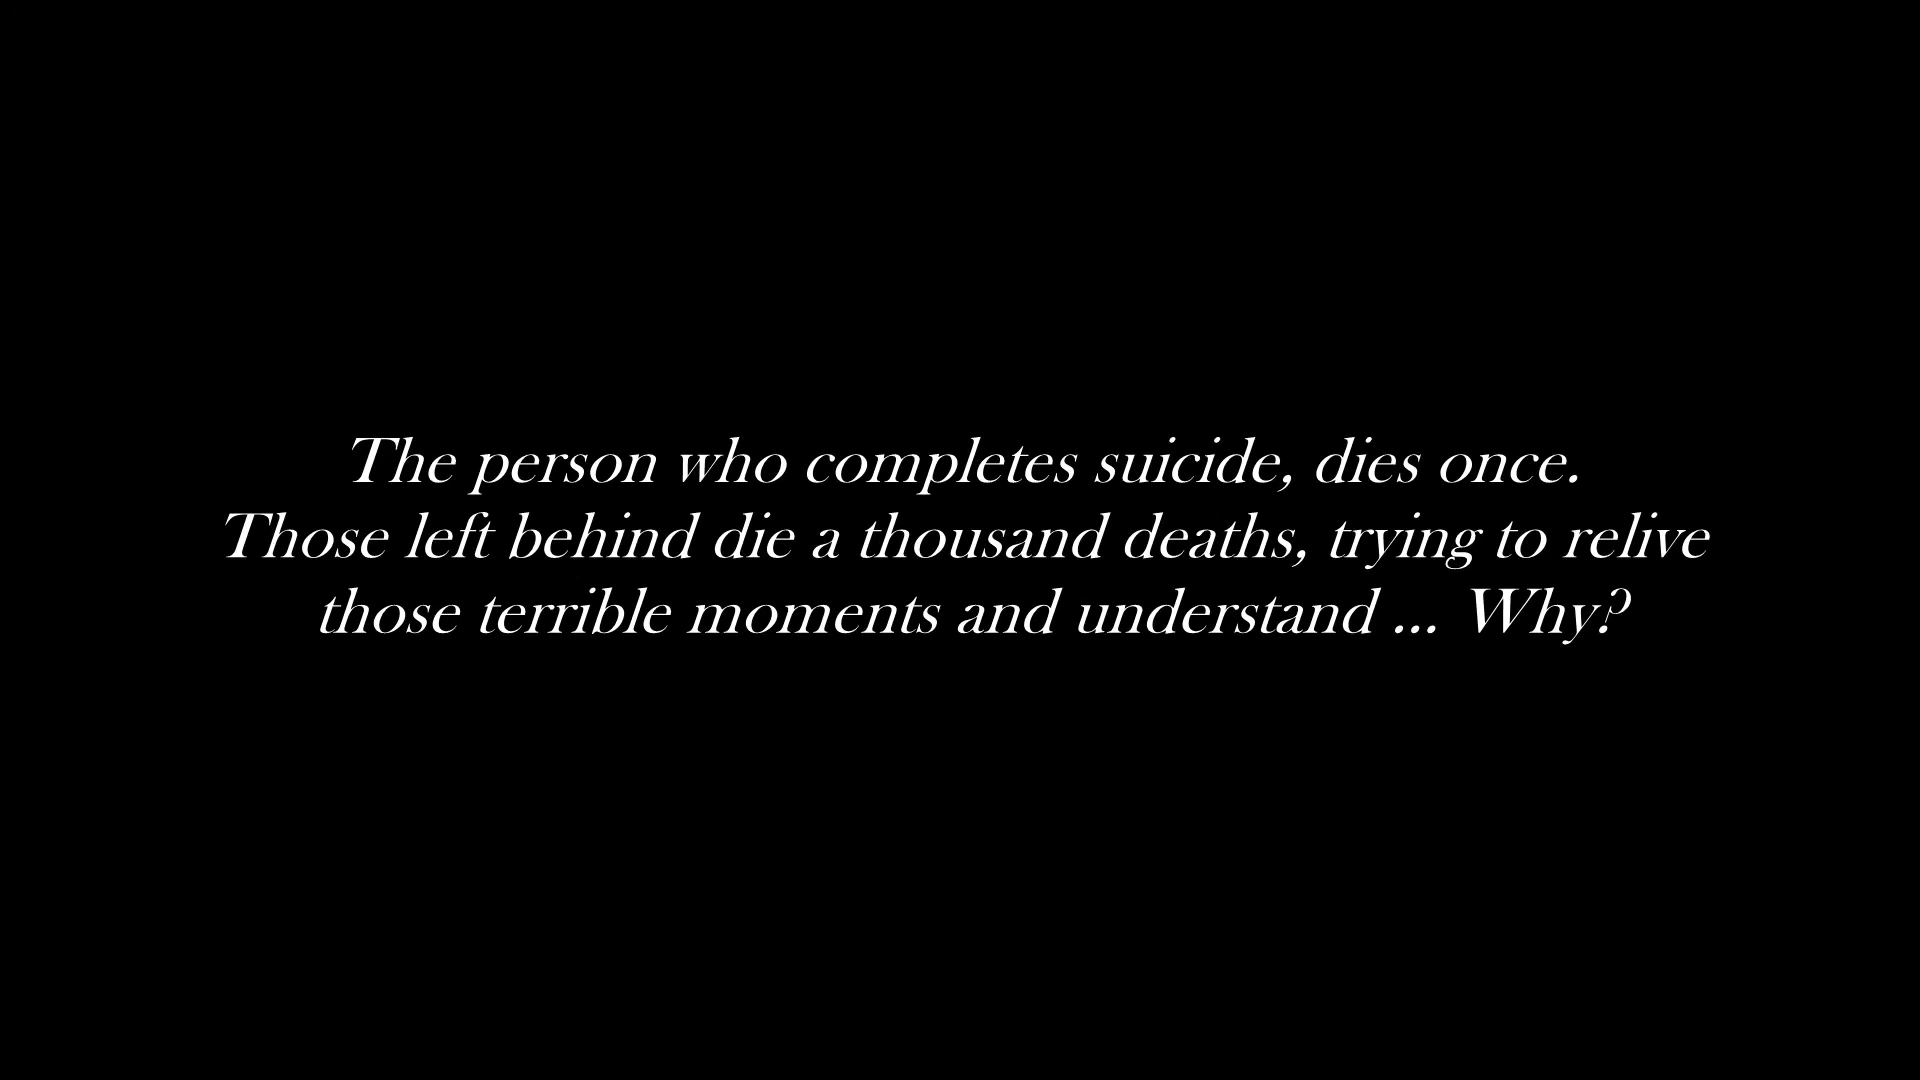 The person who completes suicide, dies once.
Those left behind die a thousand deaths, trying to relive
those terrible moments and understand ... Why?